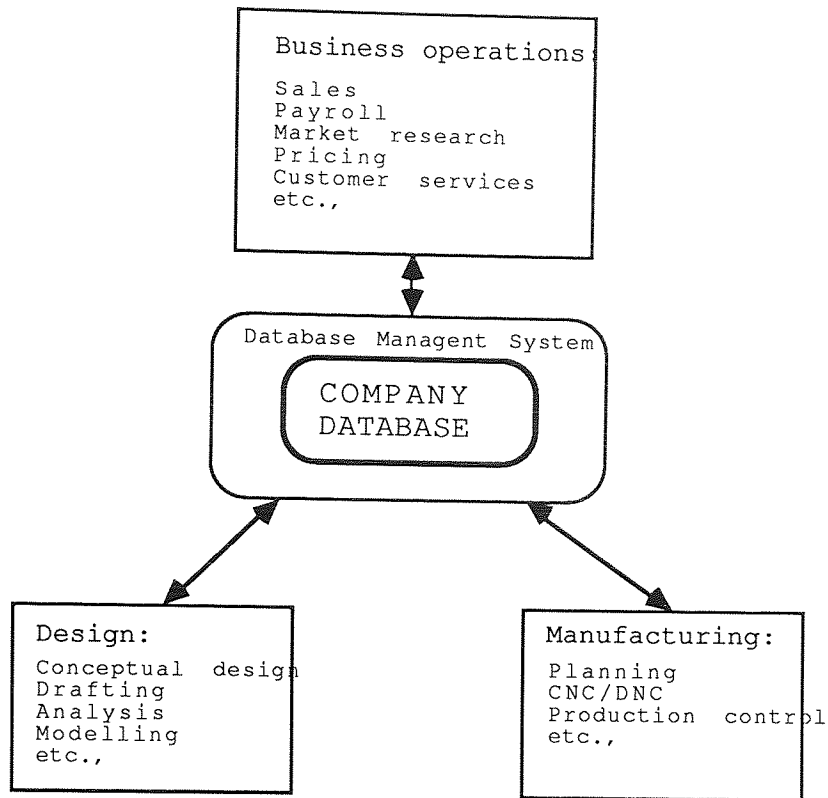 Business operations:
Sales
Payroll
Market research
Pricing
Customer services
etc.,
Database Managent System
COMPANY
DATABASE
Design:
Conceptual design
Drafting
Analysis
Modelling
etc.,
Manufacturing:
Planning
CNC/DNC
Production control
etc.,